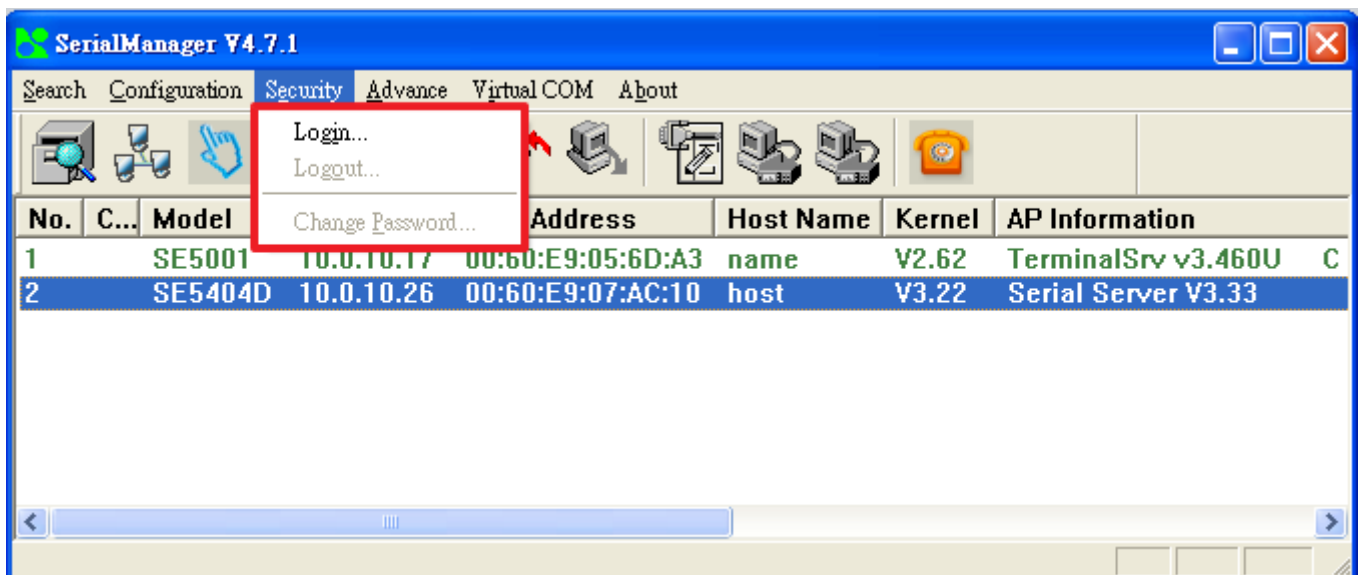 SerialManager V4.7.1
Search Configuration Security Advance Virtual COM About
Login...
Logout...
Change Password...
No. C... Model Address Host Name Kernel AP Information
1 SE5001 10.0.10.17 00:60:E9:05:6D:A3 name V2.62 TerminalSrv v3.460U C
2 SE5404D 10.0.10.26 00:60:E9:07:AC:10 host V3.22 Serial Server V3.33